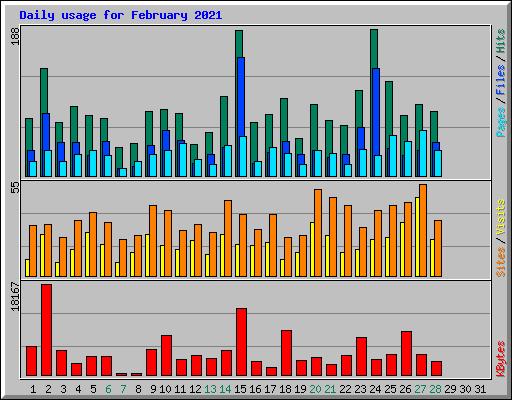 Daily usage for February 2021
188
Pages / Files / Hits
55
Sites / Visits
18167
KBytes
1 2 3 4 5 6 7 8 9 10 11 12 13 14 15 16 17 18 19 20 21 22 23 24 25 26 27 28 29 30 31